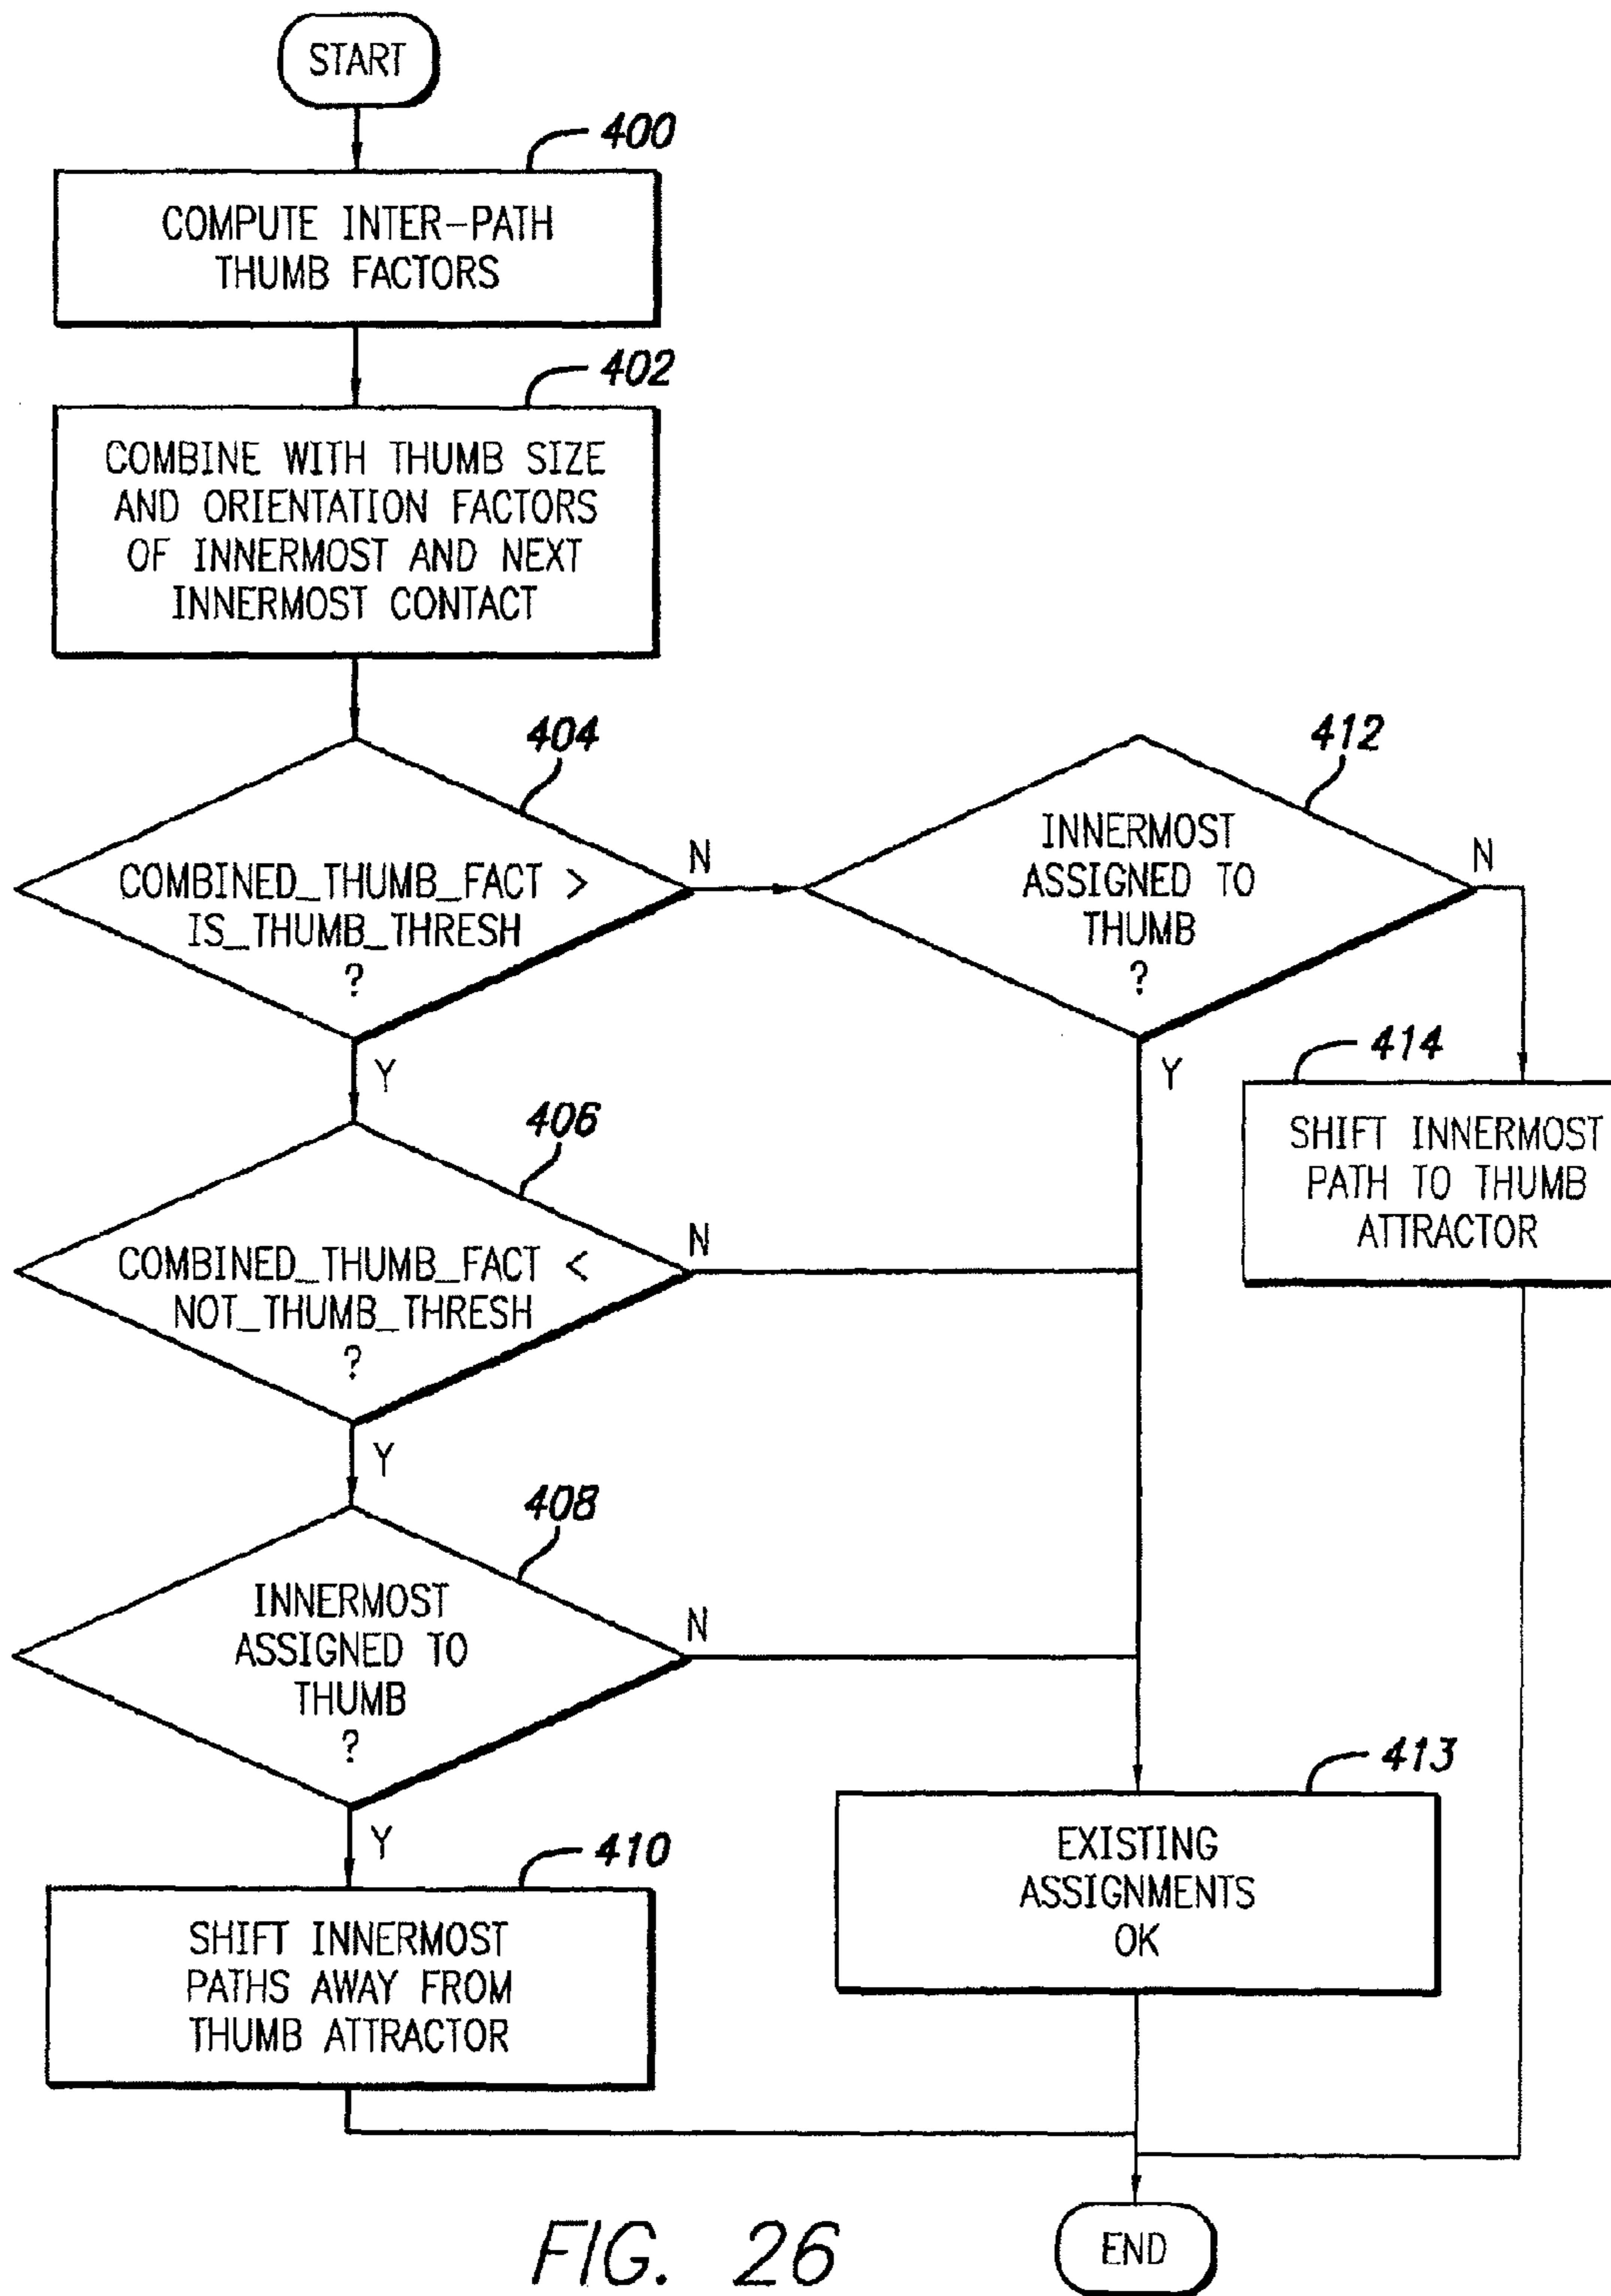 START
400
COMPUTE INTER-PATH
THUMB FACTORS
402
COMBINE WITH THUMB SIZE
AND ORIENTATION FACTORS
OF INNERMOST AND NEXT
INNERMOST CONTACT
404
COMBINED_THUMB_FACT >
IS_THUMB_THRESH
?
N
Y
412
INNERMOST
ASSIGNED TO
THUMB
?
N
Y
414
SHIFT INNERMOST
PATH TO THUMB
ATTRACTOR
406
COMBINED_THUMB_FACT <
NOT_THUMB_THRESH
?
N
Y
408
INNERMOST
ASSIGNED TO
THUMB
?
N
Y
410
SHIFT INNERMOST
PATHS AWAY FROM
THUMB ATTRACTOR
413
EXISTING
ASSIGNMENTS
OK
END
FIG. 26